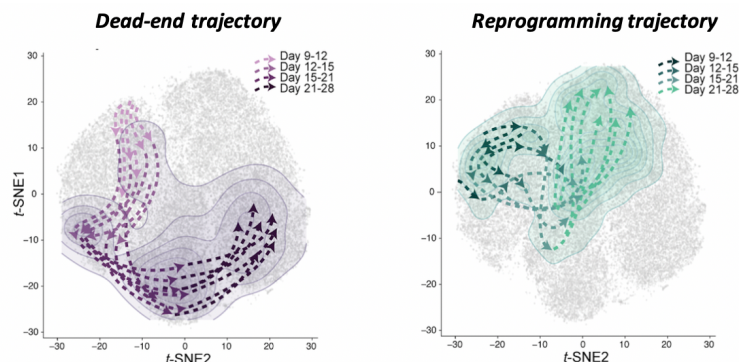 Dead-end trajectory
Reprogramming trajectory
Day 9-12
Day 12-15
Day 15-21
Day 21-28
30
20
10
0
−10
−20
−30
t-SNE1
−30
−20
−10
0
10
20
30
t-SNE2
Day 9-12
Day 12-15
Day 15-21
Day 21-28
30
20
10
0
−10
−20
−30
t-SNE1
−30
−20
−10
0
10
20
30
t-SNE2